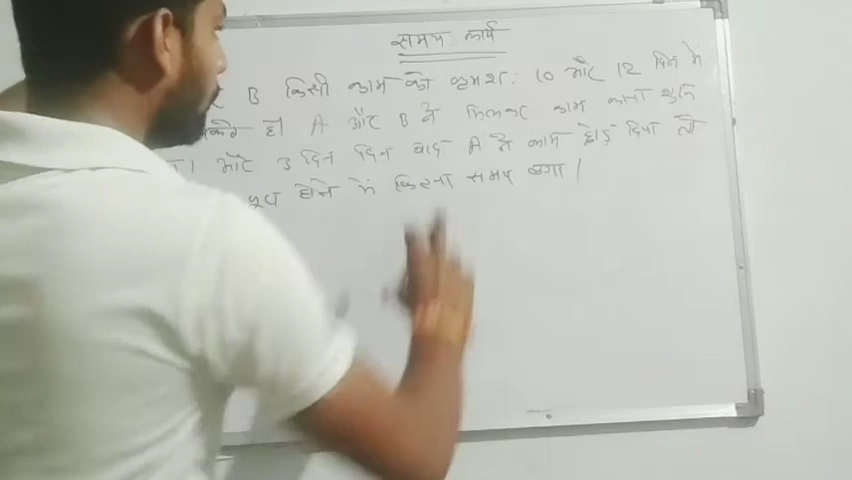 समय कार्य
B किसी काम को क्रमश: 10 और 12 दिन मे
सकते हो A और B ने मिलकर काम करना शुरु
। और 3 दिन दिन बाद A ने काम छोड़ दिया तो
होने में कितना समय लगा ।